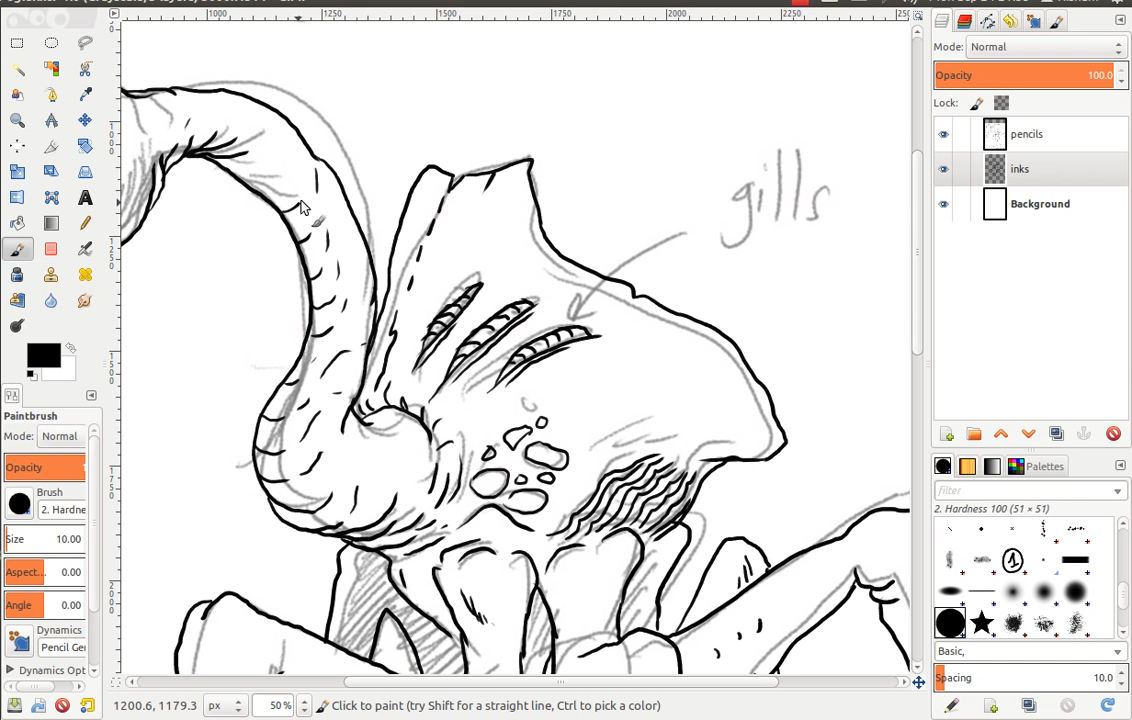 1000 1250 1500 1750 2000 2250
Mode: Normal
Opacity 100.0
Lock:
pencils
inks
Background
gills
Paintbrush
Mode: Normal
Opacity
Brush
2. Hardne
Size 10.00
Aspect... 0.00
Angle 0.00
Dynamics
Pencil Ge
Dynamics Opt
Palettes
filter
2. Hardness 100 (51 × 51)
Basic,
Spacing 10.0
1200.6, 1179.3 px 50% Click to paint (try Shift for a straight line, Ctrl to pick a color)